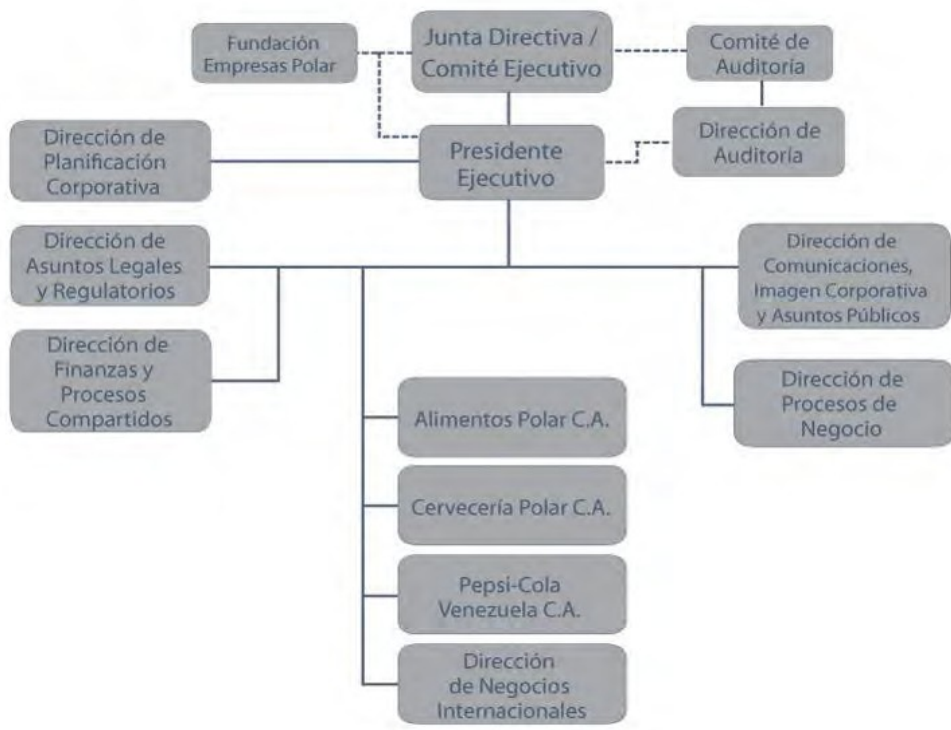 Fundación
Empresas Polar
Junta Directiva /
Comité Ejecutivo
Comité de
Auditoría
Dirección de
Planificación
Corporativa
Presidente
Ejecutivo
Dirección de
Auditoría
Dirección de
Asuntos Legales
y Regulatorios
Dirección de
Comunicaciones,
Imagen Corporativa
y Asuntos Públicos
Dirección de
Finanzas y
Procesos
Compartidos
Dirección de
Procesos de
Negocio
Alimentos Polar C.A.
Cervecería Polar C.A.
Pepsi-Cola
Venezuela C.A.
Dirección
de Negocios
Internacionales